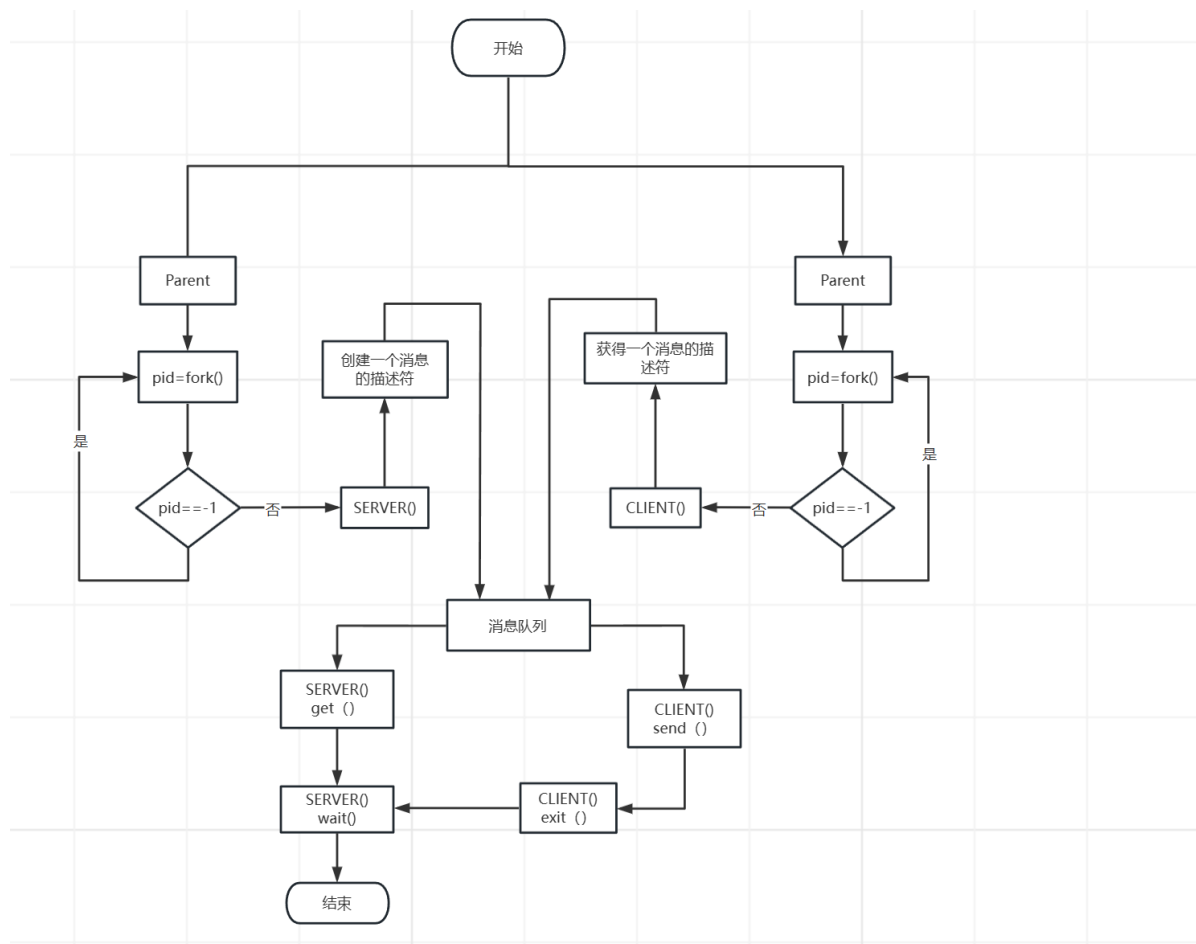 开始
Parent
Parent
pid=fork()
创建一个消息
的描述符
获得一个消息的描
述符
pid=fork()
是
是
pid==-1
否
SERVER()
CLIENT()
否
pid==-1
消息队列
SERVER()
get（）
CLIENT()
send（）
SERVER()
wait()
CLIENT()
exit（）
结束